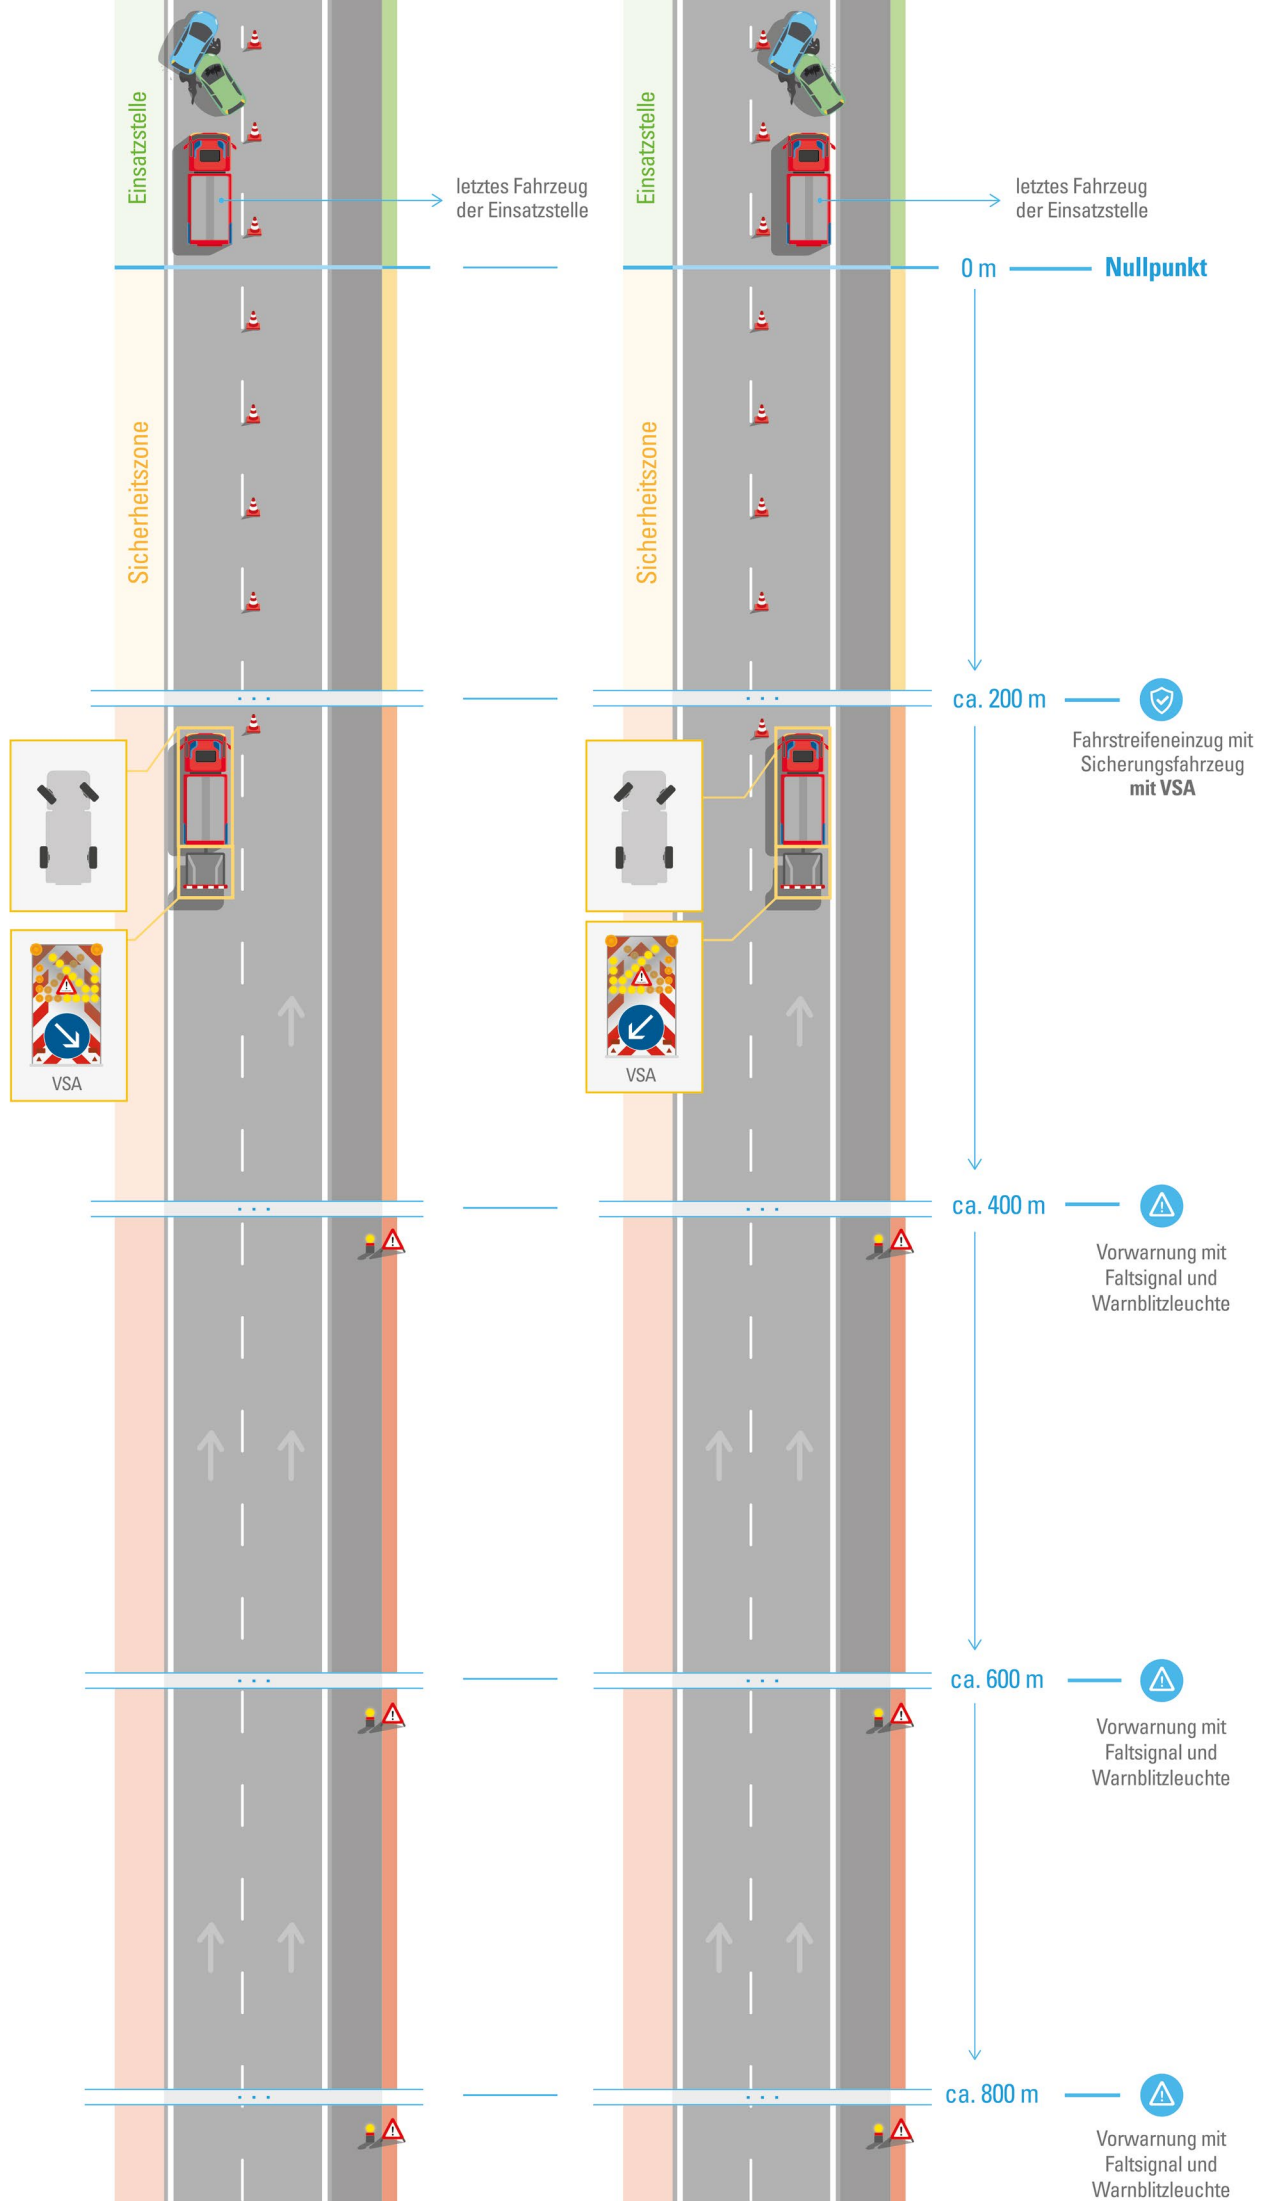 Einsatzstelle
Einsatzstelle
letztes Fahrzeug
der Einsatzstelle
letztes Fahrzeug
der Einsatzstelle
0 m
Nullpunkt
Sicherheitszone
Sicherheitszone
ca. 200 m
Fahrstreifeneinzug mit
Sicherungsfahrzeug
mit VSA
VSA
VSA
ca. 400 m
Vorwarnung mit
Faltsignal und
Warnblitzleuchte
ca. 600 m
Vorwarnung mit
Faltsignal und
Warnblitzleuchte
ca. 800 m
Vorwarnung mit
Faltsignal und
Warnblitzleuchte